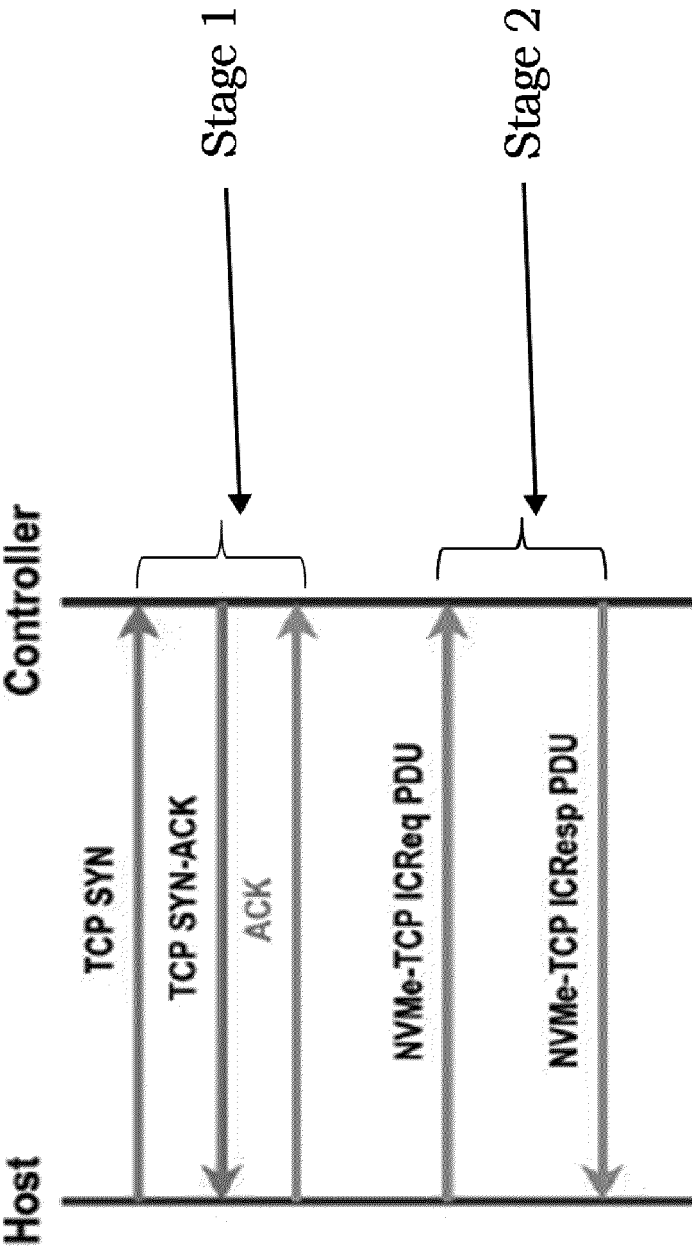 Host
Controller
TCP SYN
TCP SYN-ACK
ACK
Stage 1
NVMe-TCP ICReq PDU
NVMe-TCP ICResp PDU
Stage 2